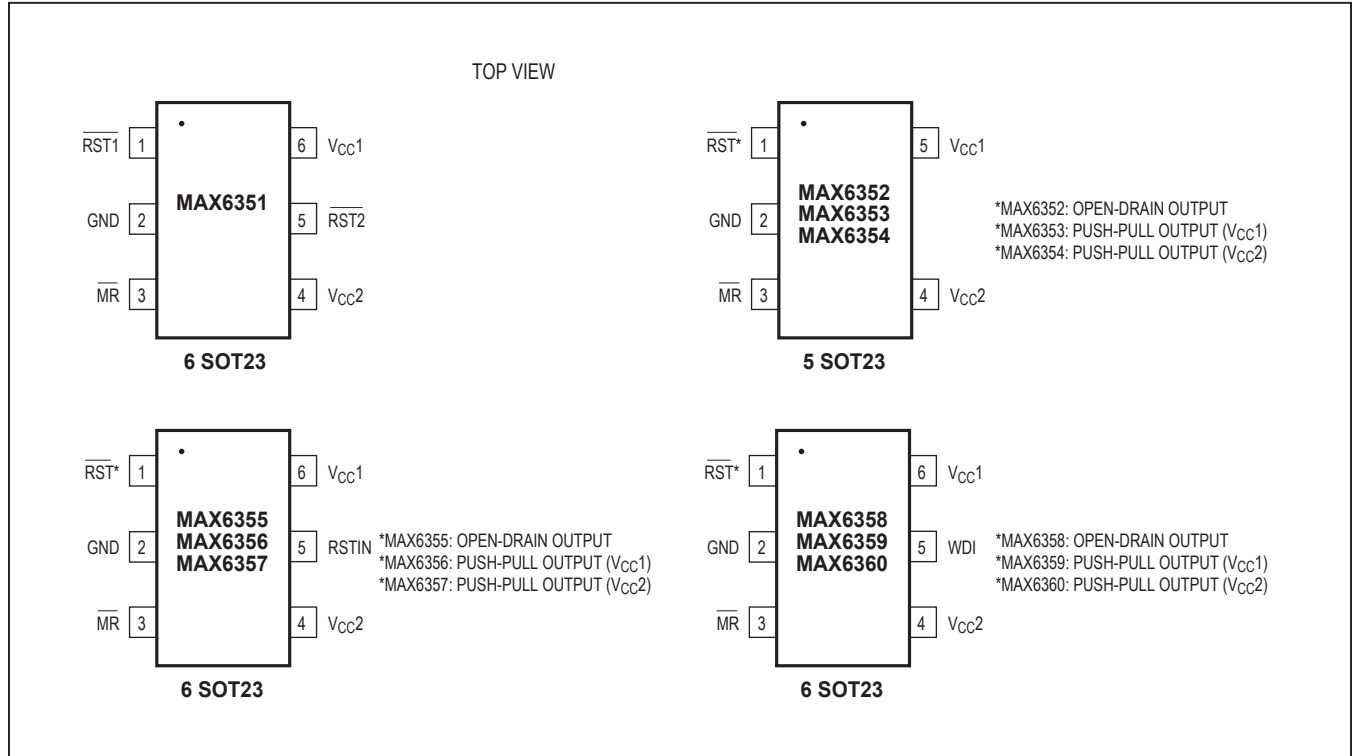 TOP VIEW
RST1 1 MAX6351 6 VCC1
GND 2 5 RST2
MR 3 4 VCC2
6 SOT23
RST* 1 MAX6352 5 VCC1
GND 2 MAX6353
MR 3 MAX6354 4 VCC2
*MAX6352: OPEN-DRAIN OUTPUT
*MAX6353: PUSH-PULL OUTPUT (VCC1)
*MAX6354: PUSH-PULL OUTPUT (VCC2)
5 SOT23
RST* 1 MAX6355 6 VCC1
GND 2 MAX6356 5 RSTIN
MR 3 MAX6357 4 VCC2
*MAX6355: OPEN-DRAIN OUTPUT
*MAX6356: PUSH-PULL OUTPUT (VCC1)
*MAX6357: PUSH-PULL OUTPUT (VCC2)
6 SOT23
RST* 1 MAX6358 6 VCC1
GND 2 MAX6359 5 WDI
MR 3 MAX6360 4 VCC2
*MAX6358: OPEN-DRAIN OUTPUT
*MAX6359: PUSH-PULL OUTPUT (VCC1)
*MAX6360: PUSH-PULL OUTPUT (VCC2)
6 SOT23